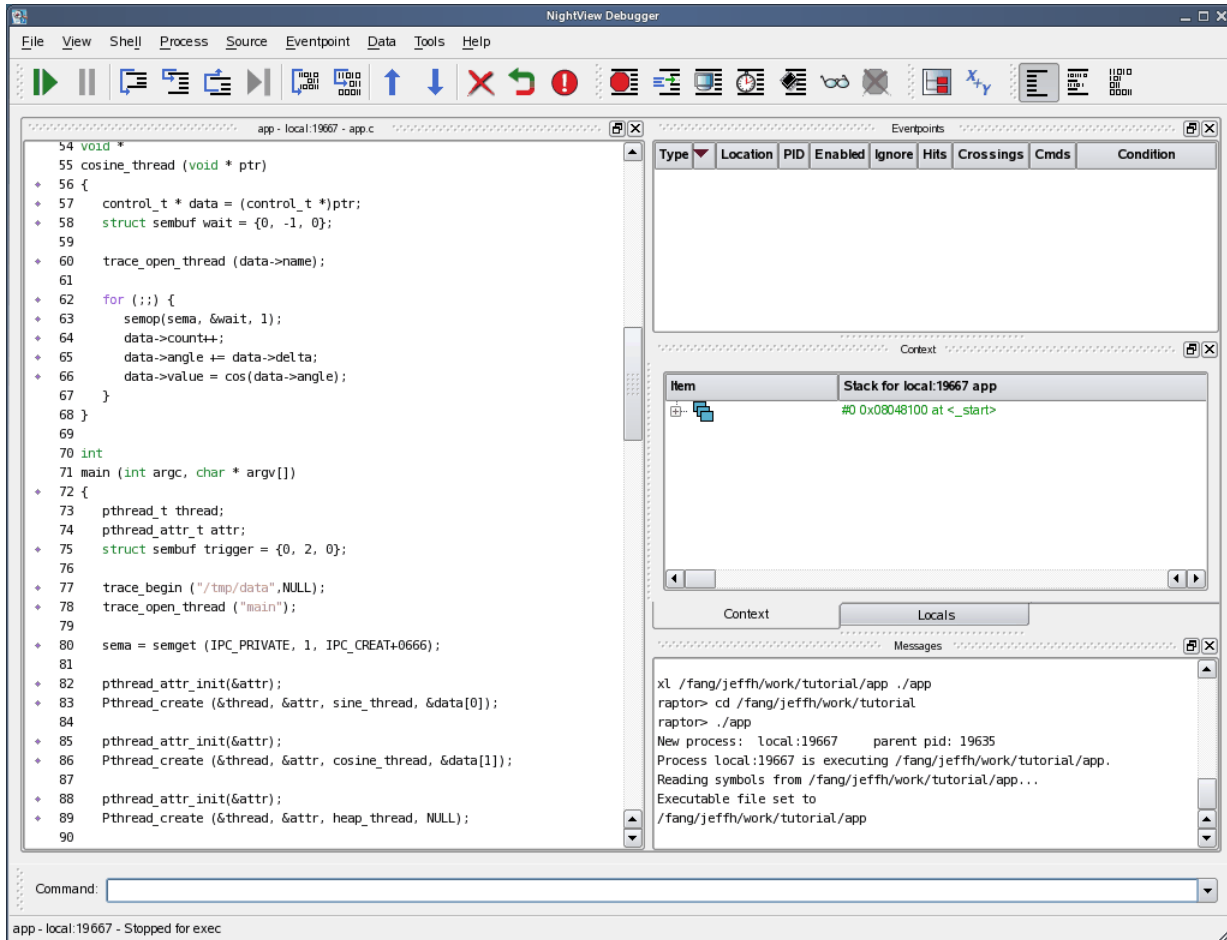 NightView Debugger
File View Shell Process Source Eventpoint Data Tools Help
app - local:19667 - app.c
54 void *
55 cosine_thread (void * ptr)
56 {
57 control_t * data = (control_t *)ptr;
58 struct sembuf wait = {0, -1, 0};
59
60 trace_open_thread (data->name);
61
62 for (;;) {
63 semop(sema, &wait, 1);
64 data->count++;
65 data->angle += data->delta;
66 data->value = cos(data->angle);
67 }
68 }
69
70 int
71 main (int argc, char * argv[])
72 {
73 pthread_t thread;
74 pthread_attr_t attr;
75 struct sembuf trigger = {0, 2, 0};
76
77 trace_begin ("/tmp/data",NULL);
78 trace_open_thread ("main");
79
80 sema = semget (IPC_PRIVATE, 1, IPC_CREAT+0666);
81
82 pthread_attr_init(&attr);
83 Pthread_create (&thread, &attr, sine_thread, &data[0]);
84
85 pthread_attr_init(&attr);
86 Pthread_create (&thread, &attr, cosine_thread, &data[1]);
87
88 pthread_attr_init(&attr);
89 Pthread_create (&thread, &attr, heap_thread, NULL);
90
Eventpoints
Type Location PID Enabled Ignore Hits Crossings Cmds Condition
Context
Item Stack for local:19667 app
#0 0x08048100 at <_start>
Context Locals
Messages
xl /fang/jeffh/work/tutorial/app ./app
raptor> cd /fang/jeffh/work/tutorial
raptor> ./app
New process: local:19667 parent pid: 19635
Process local:19667 is executing /fang/jeffh/work/tutorial/app.
Reading symbols from /fang/jeffh/work/tutorial/app...
Executable file set to
/fang/jeffh/work/tutorial/app
Command:
app - local:19667 - Stopped for exec